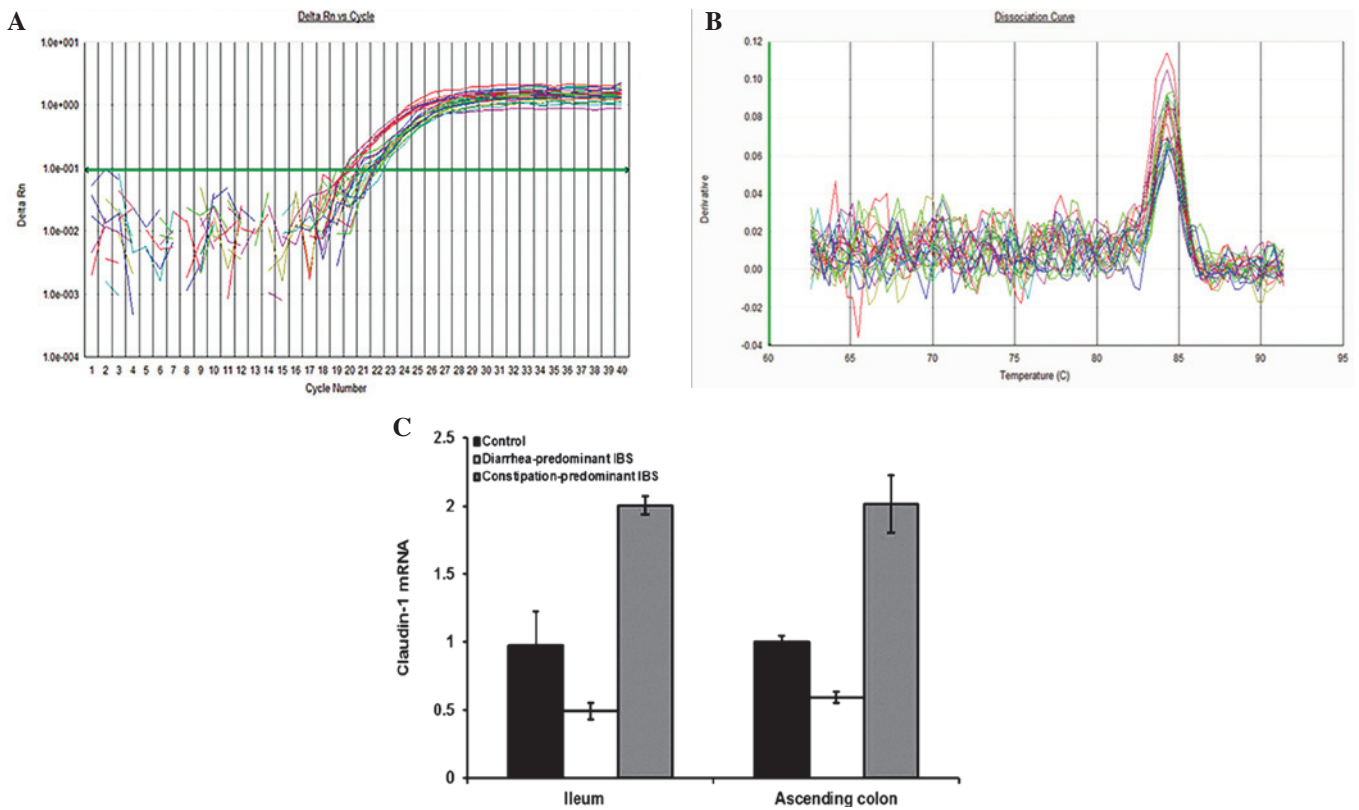 A
Delta Rn vs Cycle
1.0e+001
1.0e+000
1.0e-001
1.0e-002
1.0e-003
1.0e-004
Delta Rn
1 2 3 4 5 6 7 8 9 10 11 12 13 14 15 16 17 18 19 20 21 22 23 24 25 26 27 28 29 30 31 32 33 34 35 36 37 38 39 40
Cycle Number
B
Dissociation Curve
0.12
0.10
0.08
0.06
0.04
0.02
0.00
-0.02
-0.04
Derivative
60 65 70 75 80 85 90 95
Temperature (C)
C
Control
Diarrhea-predominant IBS
Constipation-predominant IBS
2.5
2
1.5
1
0.5
0
Claudin-1 mRNA
Ileum Ascending colon